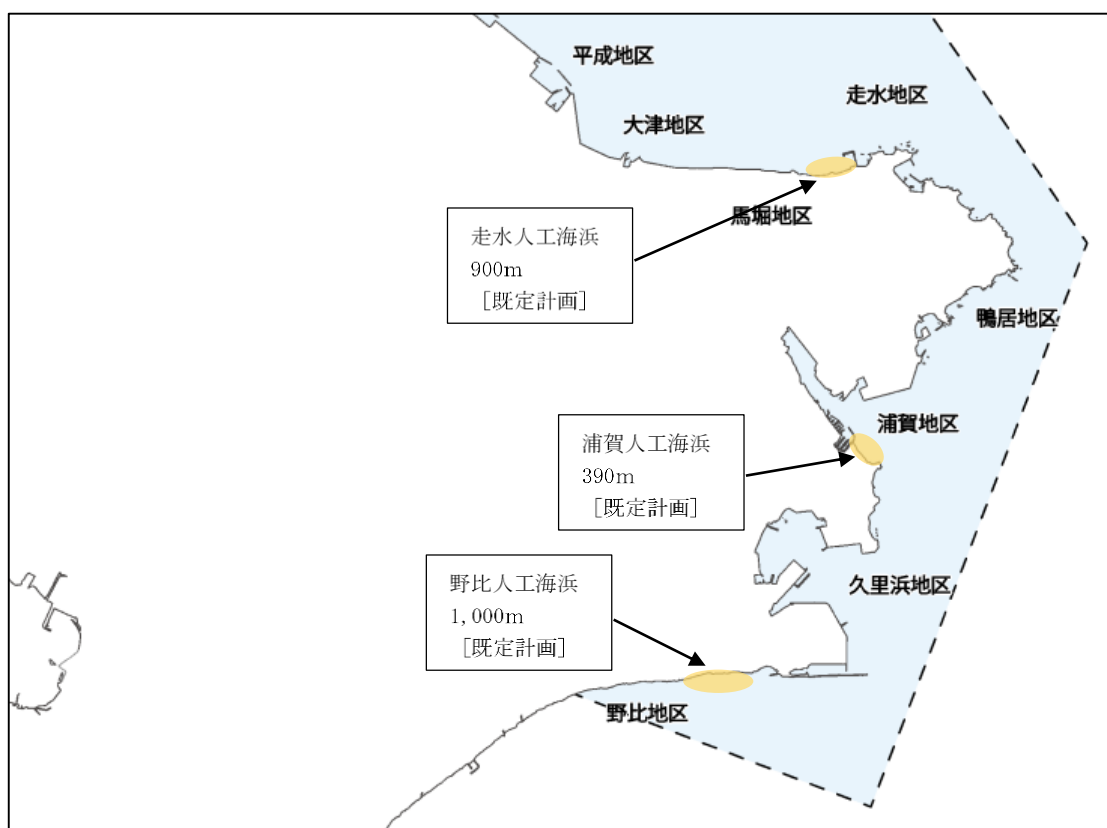 平成地区
走水地区
大津地区
馬堀地区
走水人工海浜
900m
［既定計画］
鴨居地区
浦賀地区
浦賀人工海浜
390m
［既定計画］
野比人工海浜
1,000m
［既定計画］
久里浜地区
野比地区